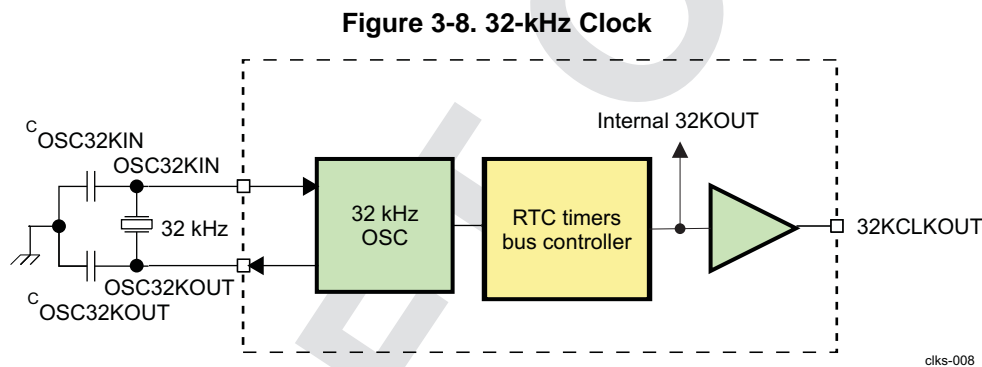 Figure 3-8. 32-kHz Clock
COSC32KIN
OSC32KIN
32 kHz
OSC32KOUT
COSC32KOUT
32 kHz
OSC
RTC timers
bus controller
Internal 32KOUT
32KCLKOUT
clks-008